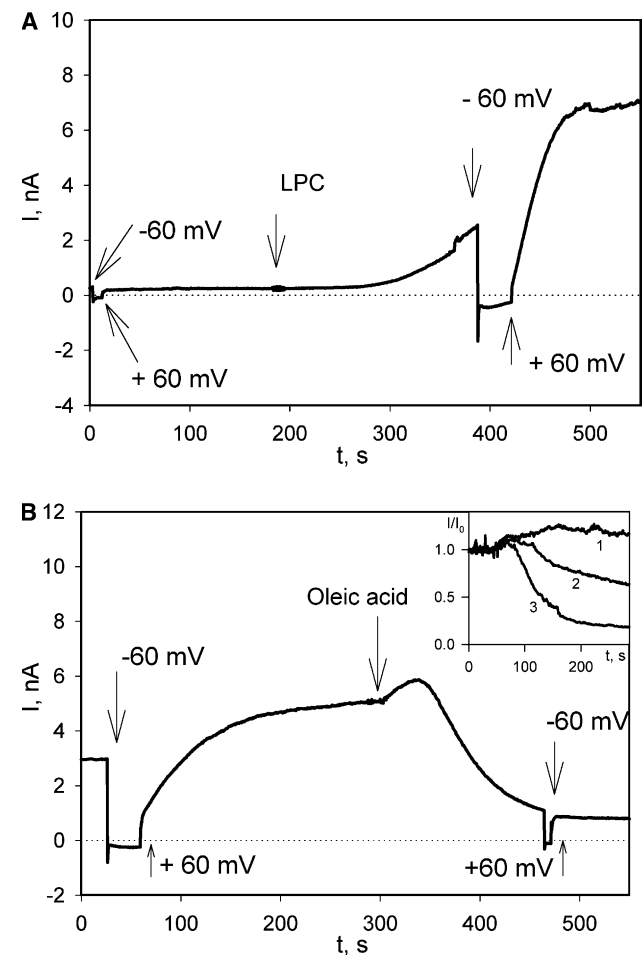 A
10
8
6
4
2
0
-2
-4
I, nA
- 60 mV
LPC
-60 mV
+ 60 mV
+ 60 mV
0 100 200 300 400 500
t, s
B
12
10
8
6
4
2
0
-2
I, nA
I/I0
1.0
0.5
0.0
1
2
3
0 100 200
t, s
Oleic acid
-60 mV
-60 mV
+ 60 mV
+60 mV
0 100 200 300 400 500
t, s